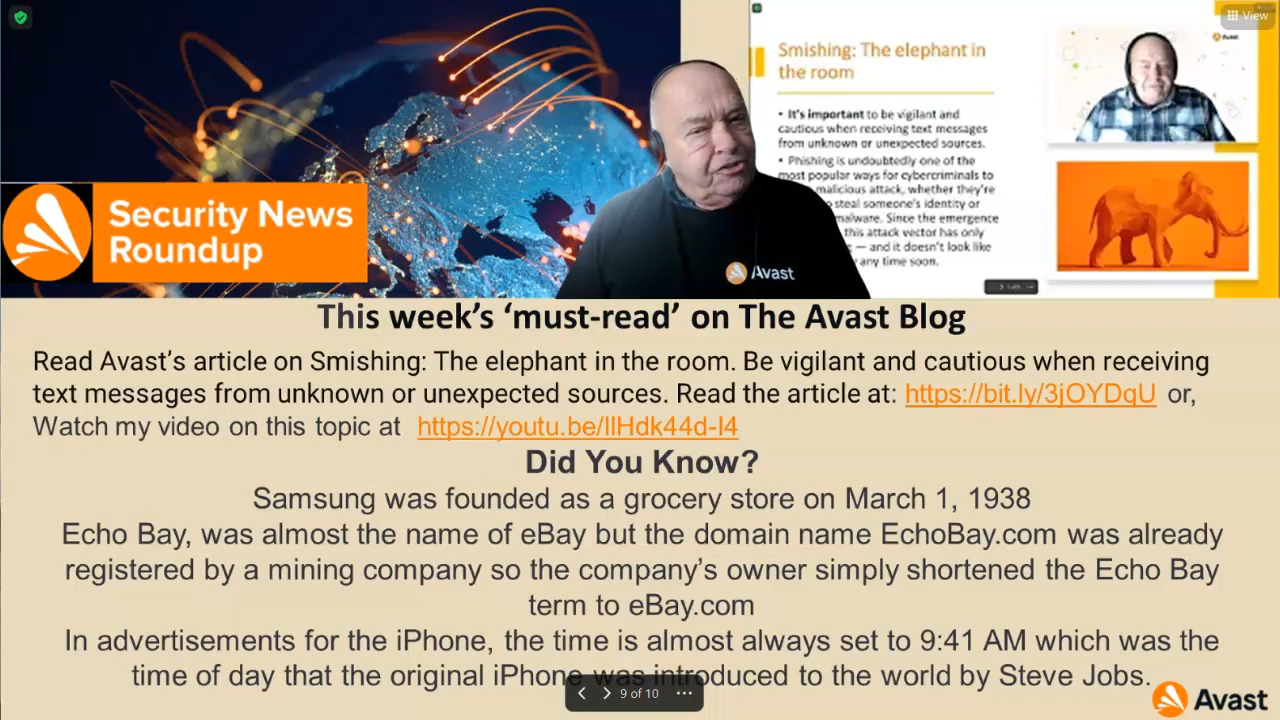 View
Smishing: The elephant in
the room
Avast
• It's important to be vigilant and
cautious when receiving text messages
from unknown or unexpected sources.
• Phishing is undoubtedly one of the
most popular ways for cybercriminals to
malicious attack, whether they're
steal someone's identity or
malware. Since the emergence
this attack vector has only
— and it doesn't look like
any time soon.
Security News
Roundup
Avast
This week's ‘must-read’ on The Avast Blog
Read Avast's article on Smishing: The elephant in the room. Be vigilant and cautious when receiving
text messages from unknown or unexpected sources. Read the article at: https://bit.ly/3jOYDqU or,
Watch my video on this topic at https://youtu.be/llHdk44d-I4
Did You Know?
Samsung was founded as a grocery store on March 1, 1938
Echo Bay, was almost the name of eBay but the domain name EchoBay.com was already
registered by a mining company so the company's owner simply shortened the Echo Bay
term to eBay.com
In advertisements for the iPhone, the time is almost always set to 9:41 AM which was the
time of day that the original iPhone was introduced to the world by Steve Jobs.
9 of 10
Avast